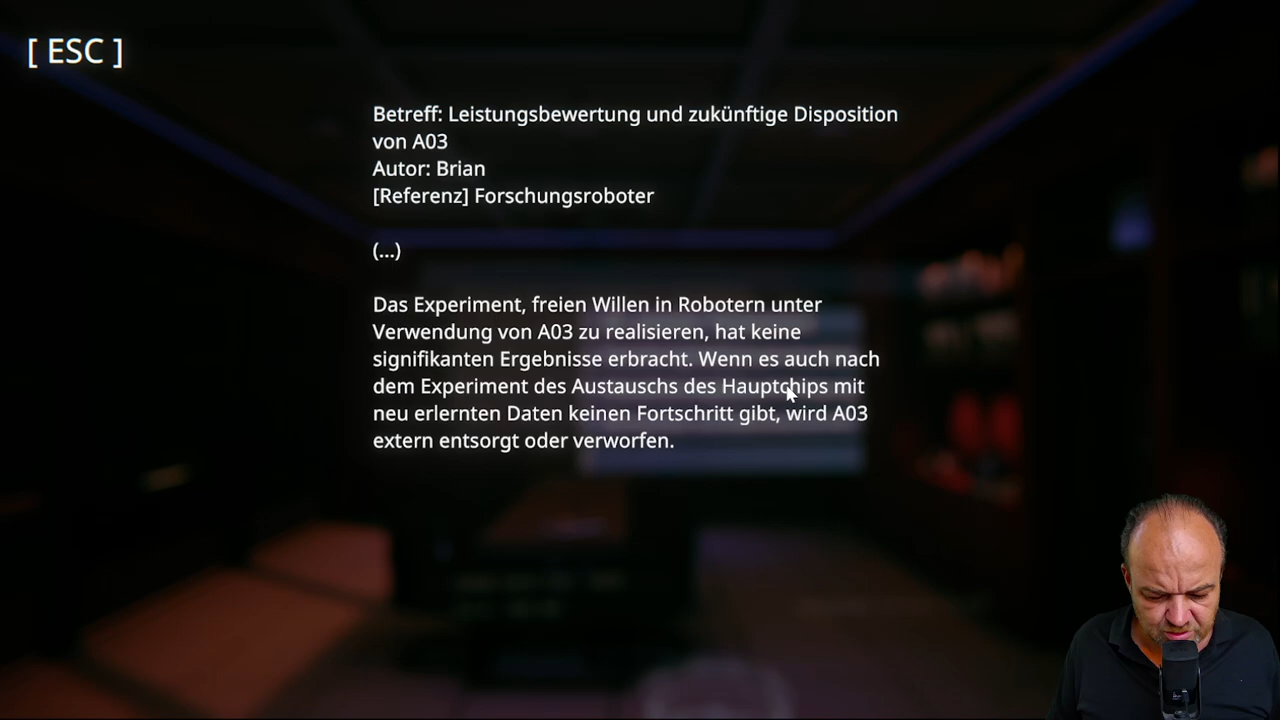 [ ESC ]
Betreff: Leistungsbewertung und zukünftige Disposition
von A03
Autor: Brian
[Referenz] Forschungsroboter
(...)
Das Experiment, freien Willen in Robotern unter
Verwendung von A03 zu realisieren, hat keine
signifikanten Ergebnisse erbracht. Wenn es auch nach
dem Experiment des Austauschs des Hauptchips mit
neu erlernten Daten keinen Fortschritt gibt, wird A03
extern entsorgt oder verworfen.